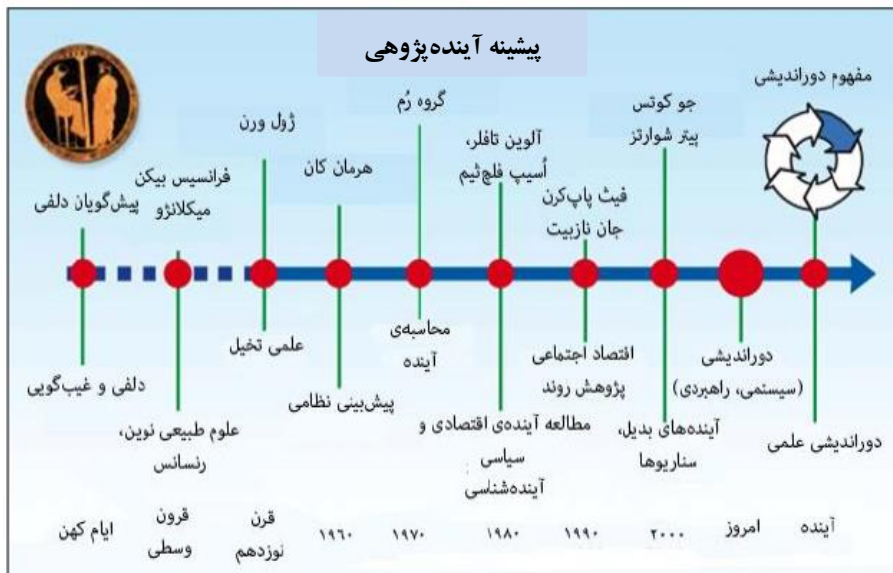 پیشینه آینده‌پژوهی
پیش‌گویان دلفی
فرانسیس بیکن
میکلانژو
ژول ورن
هرمان کان
گروه رُم
آلوین تافلر،
اُسیپ فلچ‌ثیم
فیث پاپ‌کرن
جان نازبیت
جو کوتس
پیتر شوارتز
مفهوم دوراندیشی
دلفی و غیب‌گویی
علوم طبیعی نوین،
رنسانس
علمی تخیل
پیش‌بینی نظامی
محاسبه‌ی
آینده
مطالعه آینده‌ی اقتصادی و
سیاسی
آینده‌شناسی
اقتصاد اجتماعی
پژوهش روند
آینده‌های بدیل،
سناریوها
دوراندیشی
(سیستمی، راهبردی)
دوراندیشی علمی
ایام کهن
قرون
وسطی
قرن
نوزدهم
۱۹۶۰
۱۹۷۰
۱۹۸۰
۱۹۹۰
۲۰۰۰
امروز
آینده